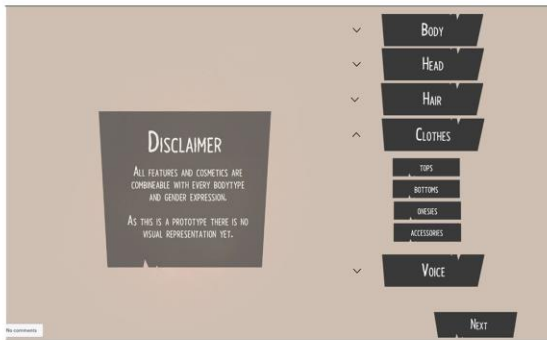 Disclaimer
All features and cosmetics are
combineable with every bodytype
and gender expression.
As this is a prototype there is no
visual representation yet.
Body
Head
Hair
Clothes
Tops
Bottoms
Onesies
Accessories
Voice
Next
No comments